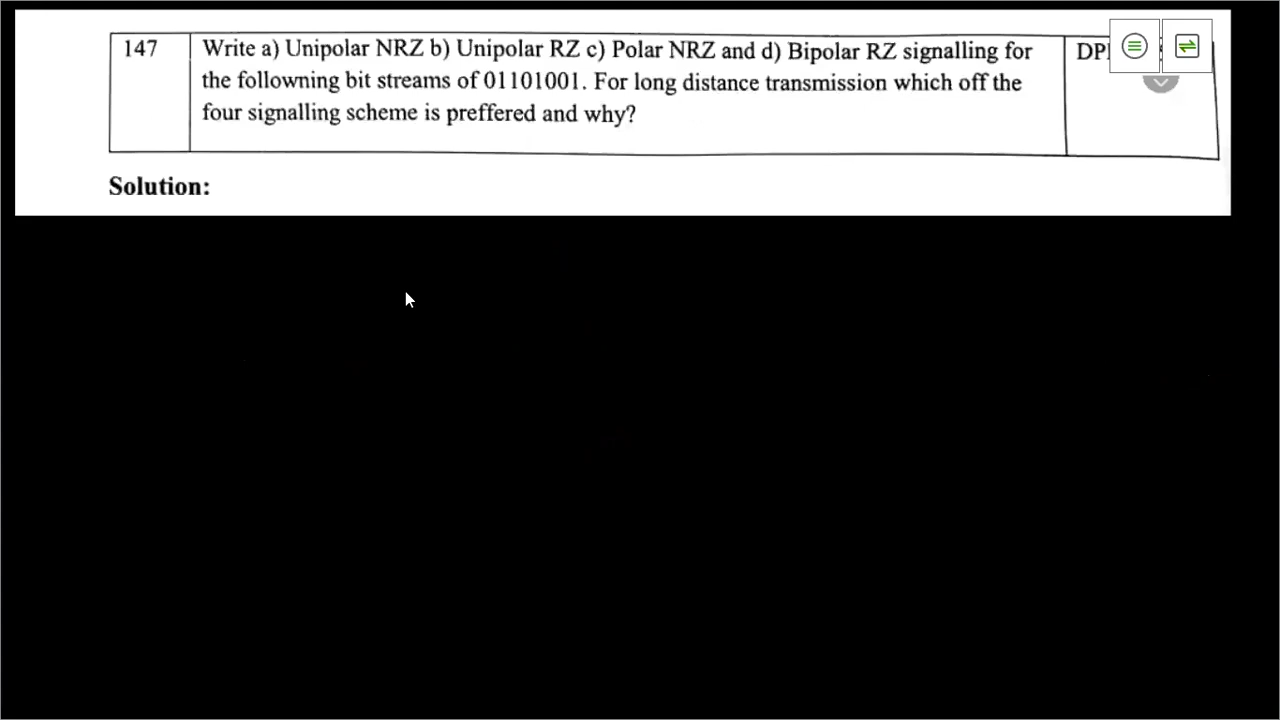 147
Write a) Unipolar NRZ b) Unipolar RZ c) Polar NRZ and d) Bipolar RZ signalling for
the followning bit streams of 01101001. For long distance transmission which off the
four signalling scheme is preffered and why?
Solution: